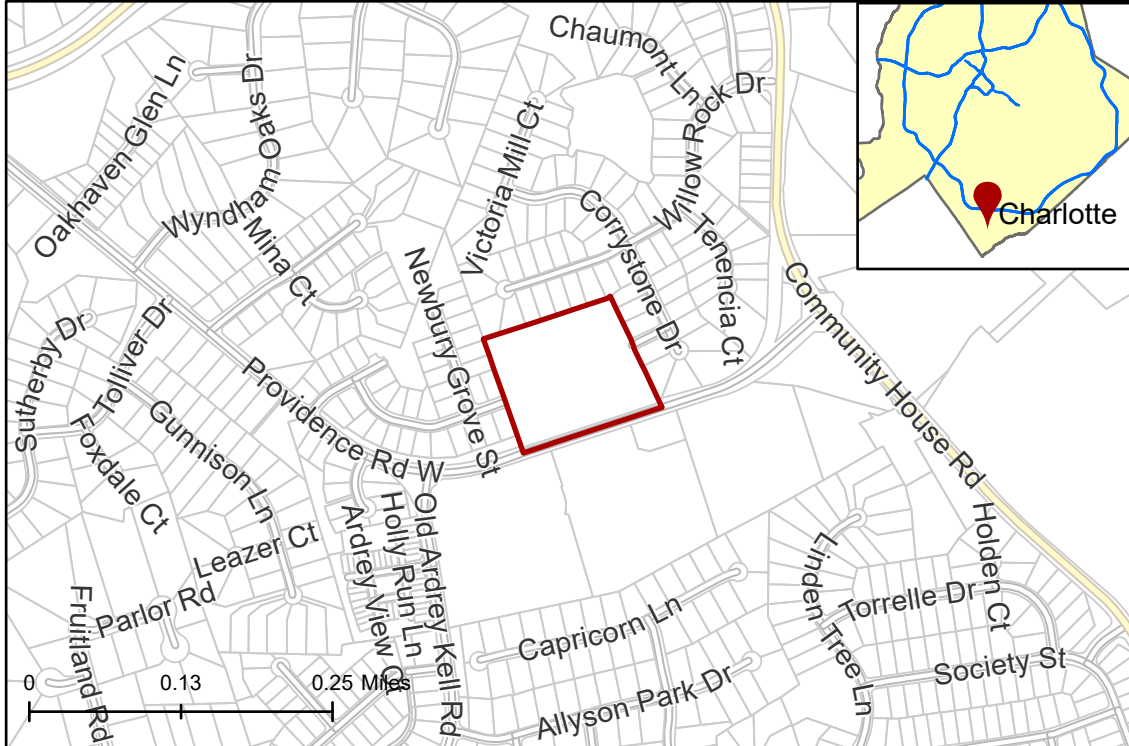 Chaumont Ln
Oakhaven Glen Ln
Wyndham Oaks Dr
Willow Rock Dr
Victoria Mill Ct
Corrystone Dr
Tenencia Ct
Mina Ct
Newbury Grove St
Charlotte
Community House Rd
Sutherby Dr
Tolliver Dr
Providence Rd W
Gunnison Ln
Foxdale Ct
Leazer Ct
Ardrey View Ct
Holly Run Ln
Old Ardrey Kell Rd
Parlor Rd
Fruitland Rd
Capricorn Ln
Allyson Park Dr
Linden Tree Ln
Torrelle Dr
Holden Ct
Society St
0 0.13 0.25 Miles